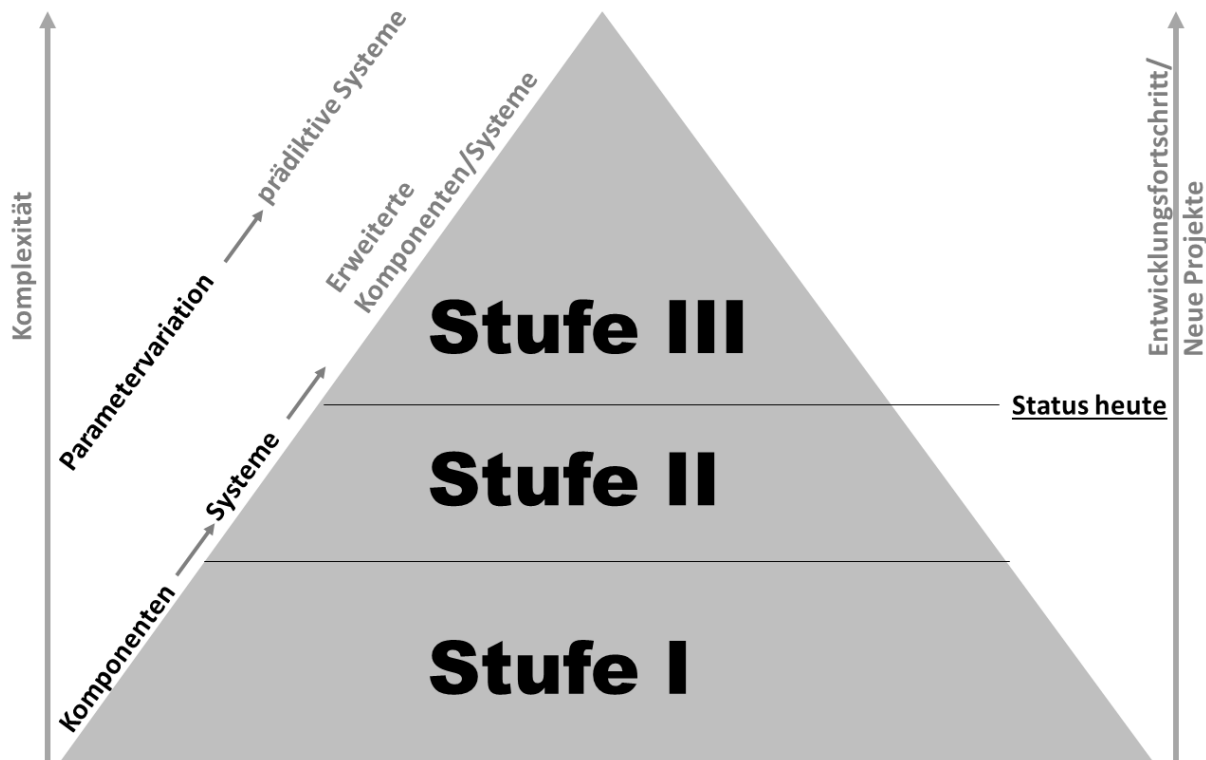 Komplexität
Parametervariation
prädiktive Systeme
Komponenten
Systeme
Erweiterte
Komponenten/Systeme
Stufe III
Stufe II
Stufe I
Status heute
Entwicklungsfortschritt/
Neue Projekte